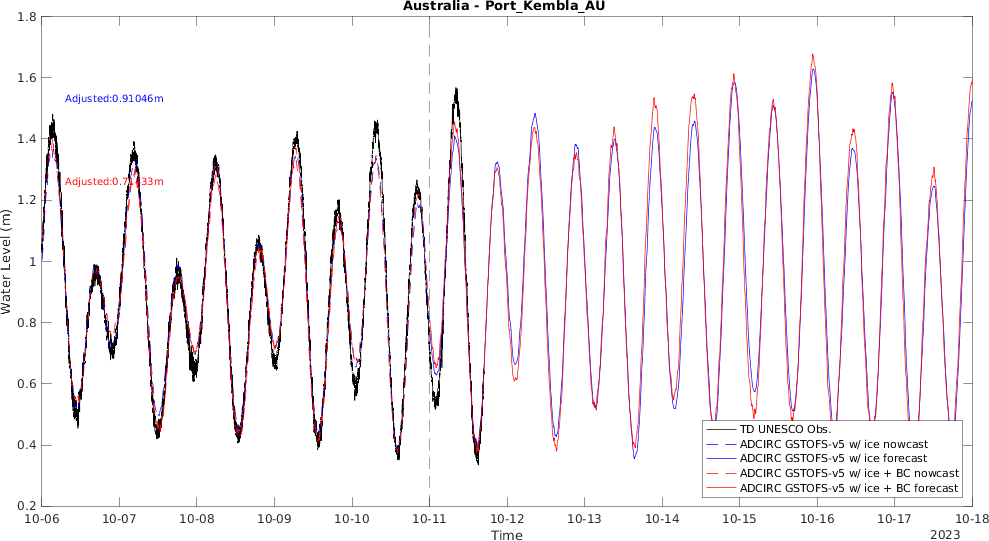 Australia - Port_Kembla_AU
1.8
1.6
1.4
1.2
1
0.8
0.6
0.4
0.2
Water Level (m)
Adjusted:0.91046m
TD UNESCO Obs.
ADCIRC GSTOFS-v5 w/ ice nowcast
ADCIRC GSTOFS-v5 w/ ice forecast
ADCIRC GSTOFS-v5 w/ ice + BC nowcast
ADCIRC GSTOFS-v5 w/ ice + BC forecast
10-06 10-07 10-08 10-09 10-10 10-11 10-12 10-13 10-14 10-15 10-16 10-17 10-18
Time
2023